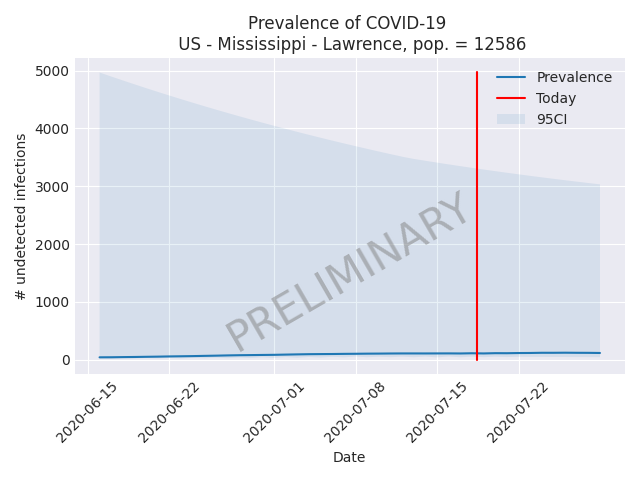 Prevalence of COVID-19
US - Mississippi - Lawrence, pop. = 12586
Prevalence
Today
95CI
5000
4000
3000
2000
1000
0
# undetected infections
PRELIMINARY
2020-06-15
2020-06-22
2020-07-01
2020-07-08
2020-07-15
2020-07-22
Date